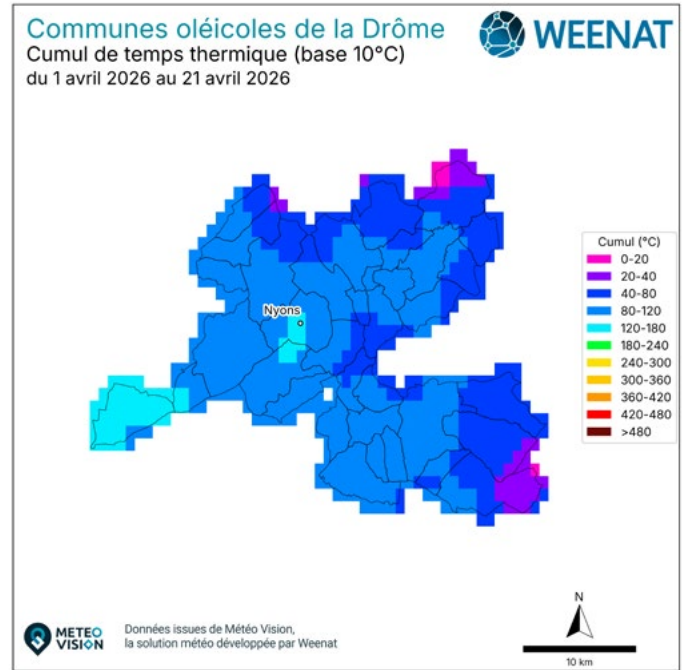 Communes oléicoles de la Drôme
WEENAT
Cumul de temps thermique (base 10°C)
du 1 avril 2026 au 21 avril 2026
Cumul (°C)
0-20
20-40
40-80
80-120
120-180
180-240
240-300
300-360
360-420
420-480
>480
Nyons
METEO
VISION
Données issues de Météo Vision,
la solution météo développée par Weenat
N
10 km